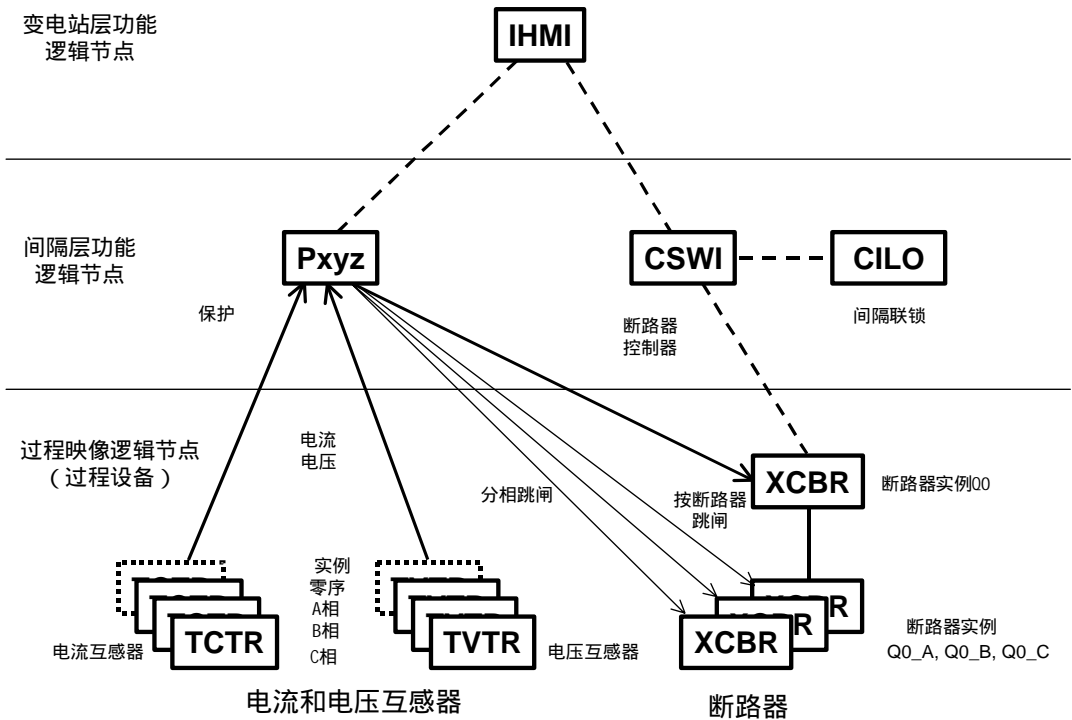 变电站层功能
逻辑节点
IHMI
间隔层功能
逻辑节点
Pxyz
CSWI
CILO
保护
断路器
控制器
间隔联锁
过程映像逻辑节点
（过程设备）
电流
电压
分相跳闸
按断路器
跳闸
XCBR
断路器实例Q0
实例
零序
A相
B相
C相
电流互感器
TCTR
TVTR
电压互感器
XCBR
断路器实例
Q0_A, Q0_B, Q0_C
电流和电压互感器
断路器